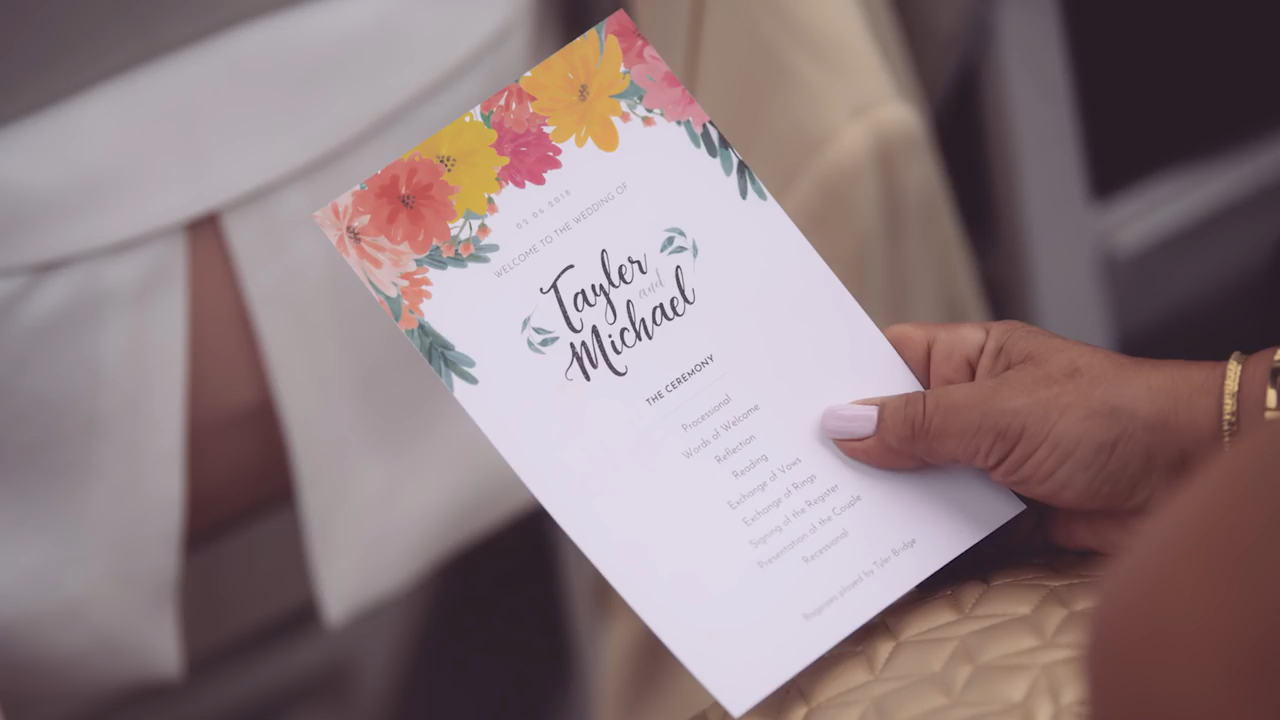 02.06.2018
WELCOME TO THE WEDDING OF
Tayler
and
Michael
THE CEREMONY
Processional
Words of Welcome
Reflection
Reading
Exchange of Vows
Exchange of Rings
Signing of the Register
Presentation of the Couple
Recessional
played by Tyler Bridge